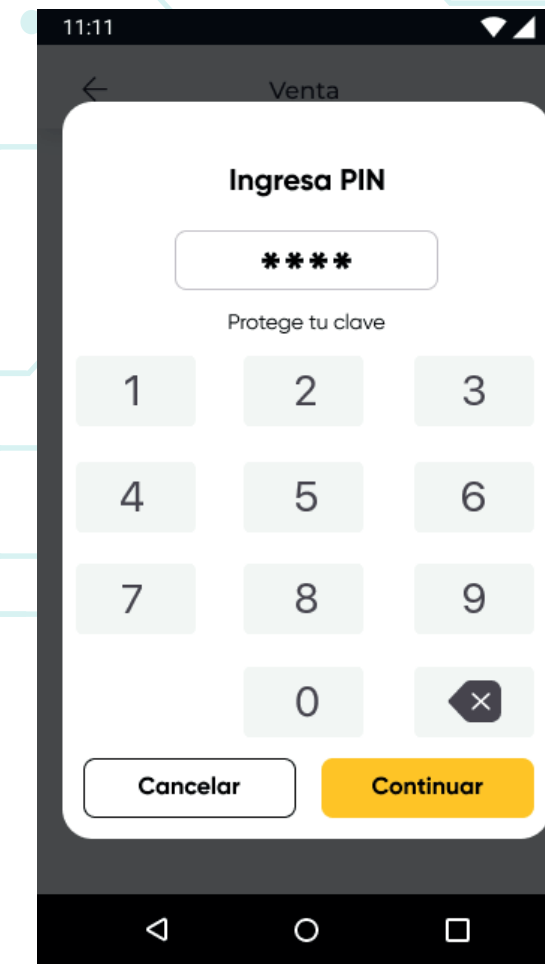 11:11
Venta
Ingresa PIN
****
Protege tu clave
1 2 3
4 5 6
7 8 9
0
Cancelar Continuar